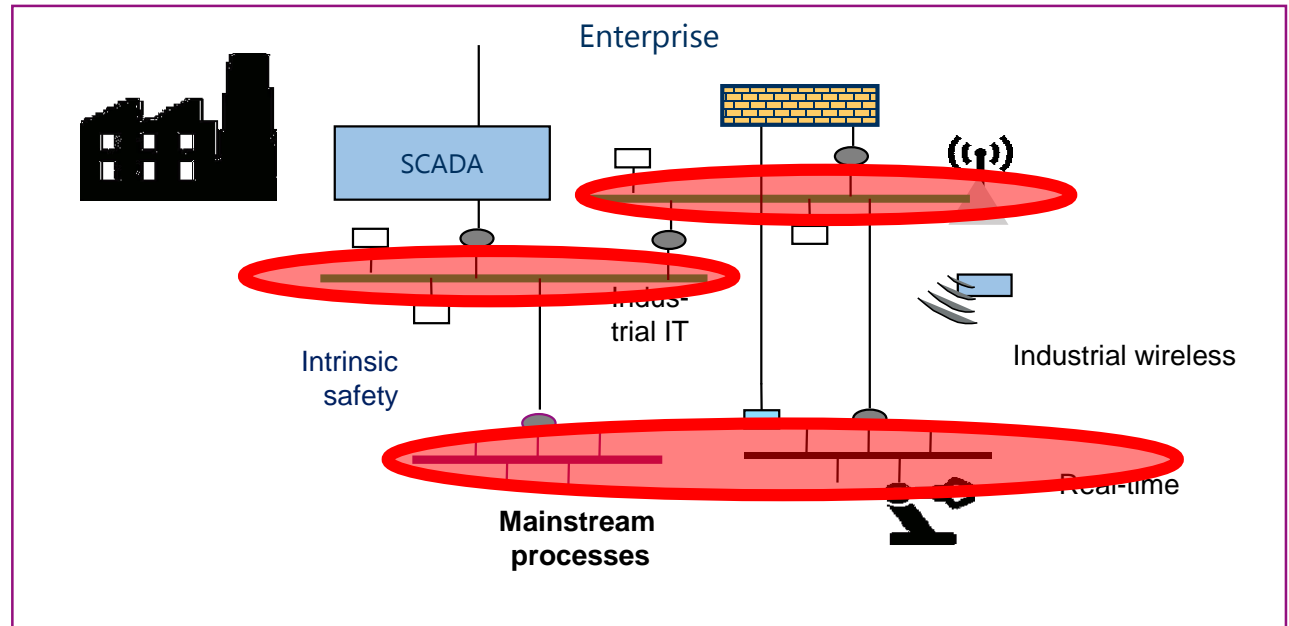 Enterprise
SCADA
Indus-
trial IT
Intrinsic
safety
Industrial wireless
Real-time
Mainstream
processes